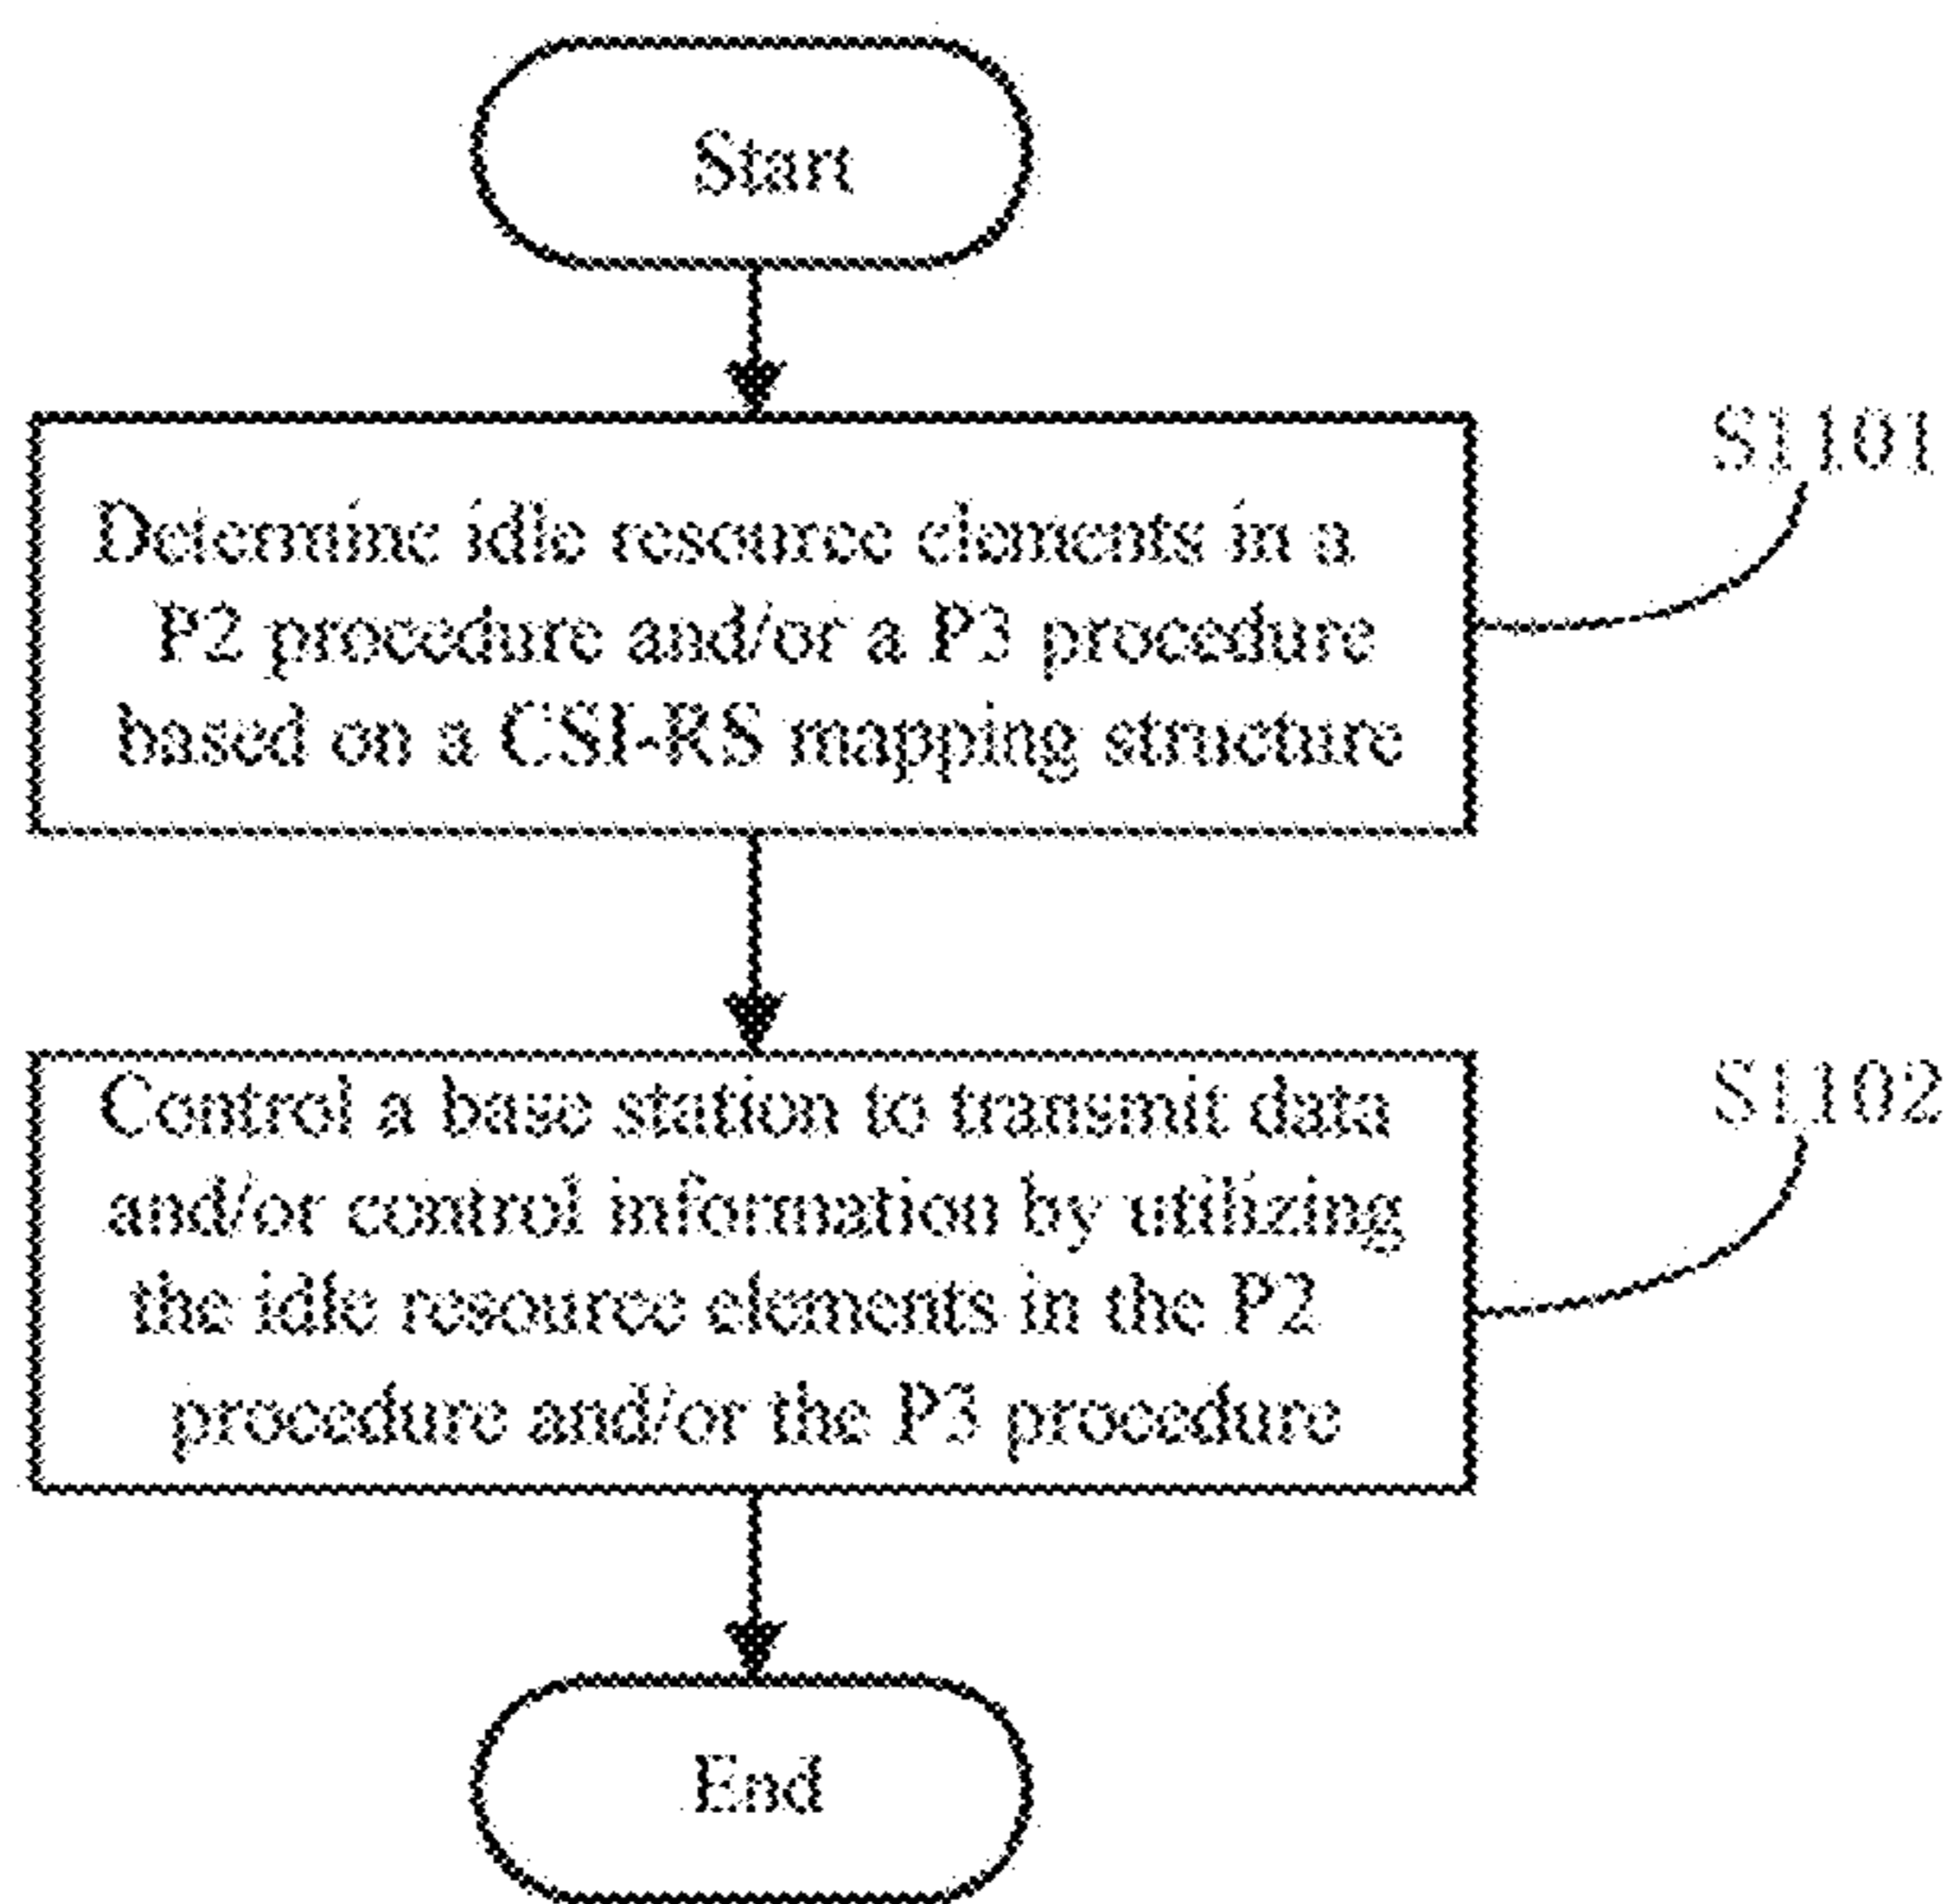 Start
S1101
Determine idle resource elements in a
P2 procedure and/or a P3 procedure
based on a CSI-RS mapping structure
S1102
Control a base station to transmit data
and/or control information by utilizing
the idle resource elements in the P2
procedure and/or the P3 procedure
End